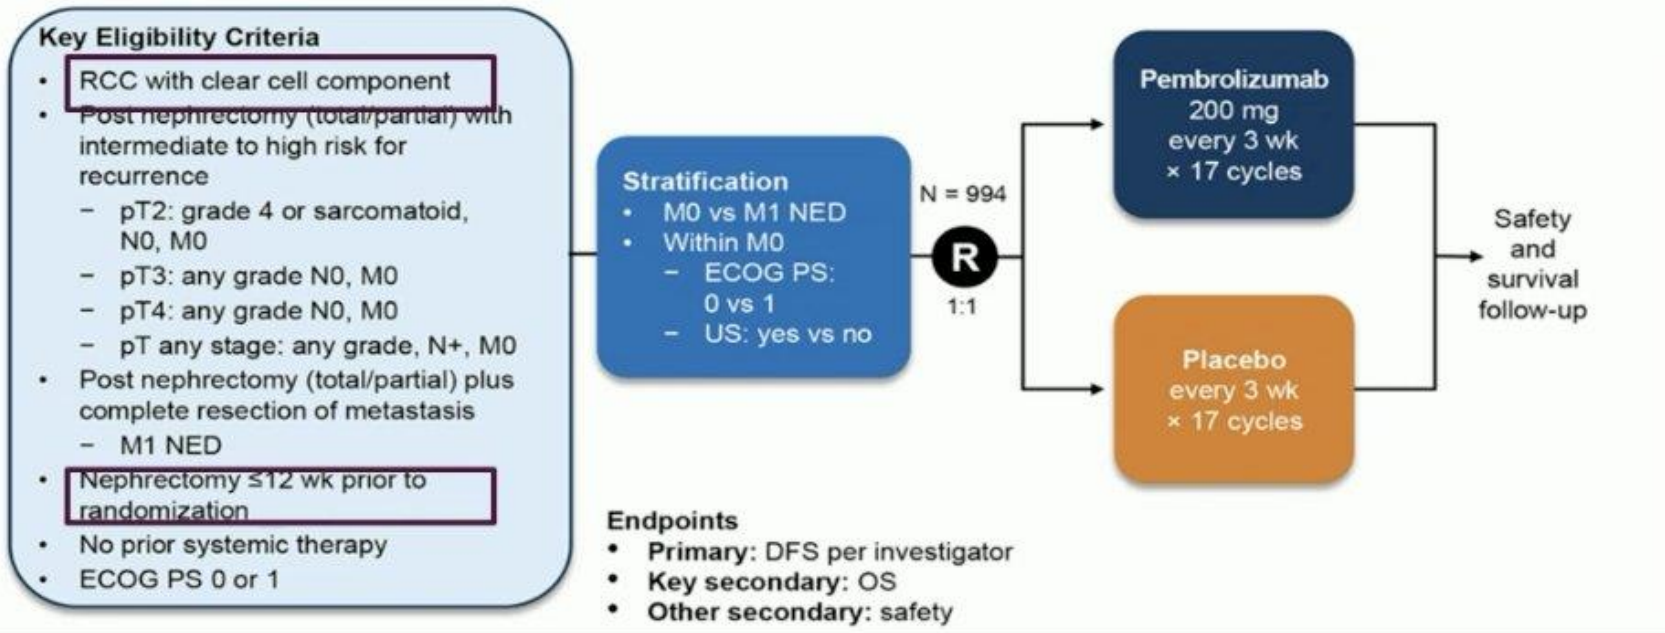 Key Eligibility Criteria
• RCC with clear cell component
• Post nephrectomy (total/partial) with
intermediate to high risk for
recurrence
– pT2: grade 4 or sarcomatoid,
N0, M0
– pT3: any grade N0, M0
– pT4: any grade N0, M0
– pT any stage: any grade, N+, M0
• Post nephrectomy (total/partial) plus
complete resection of metastasis
– M1 NED
• Nephrectomy ≤12 wk prior to
randomization
• No prior systemic therapy
• ECOG PS 0 or 1
Stratification
• M0 vs M1 NED
• Within M0
– ECOG PS:
0 vs 1
– US: yes vs no
N = 994
R
1:1
Pembrolizumab
200 mg
every 3 wk
× 17 cycles
Placebo
every 3 wk
× 17 cycles
Safety
and
survival
follow-up
Endpoints
• Primary: DFS per investigator
• Key secondary: OS
• Other secondary: safety